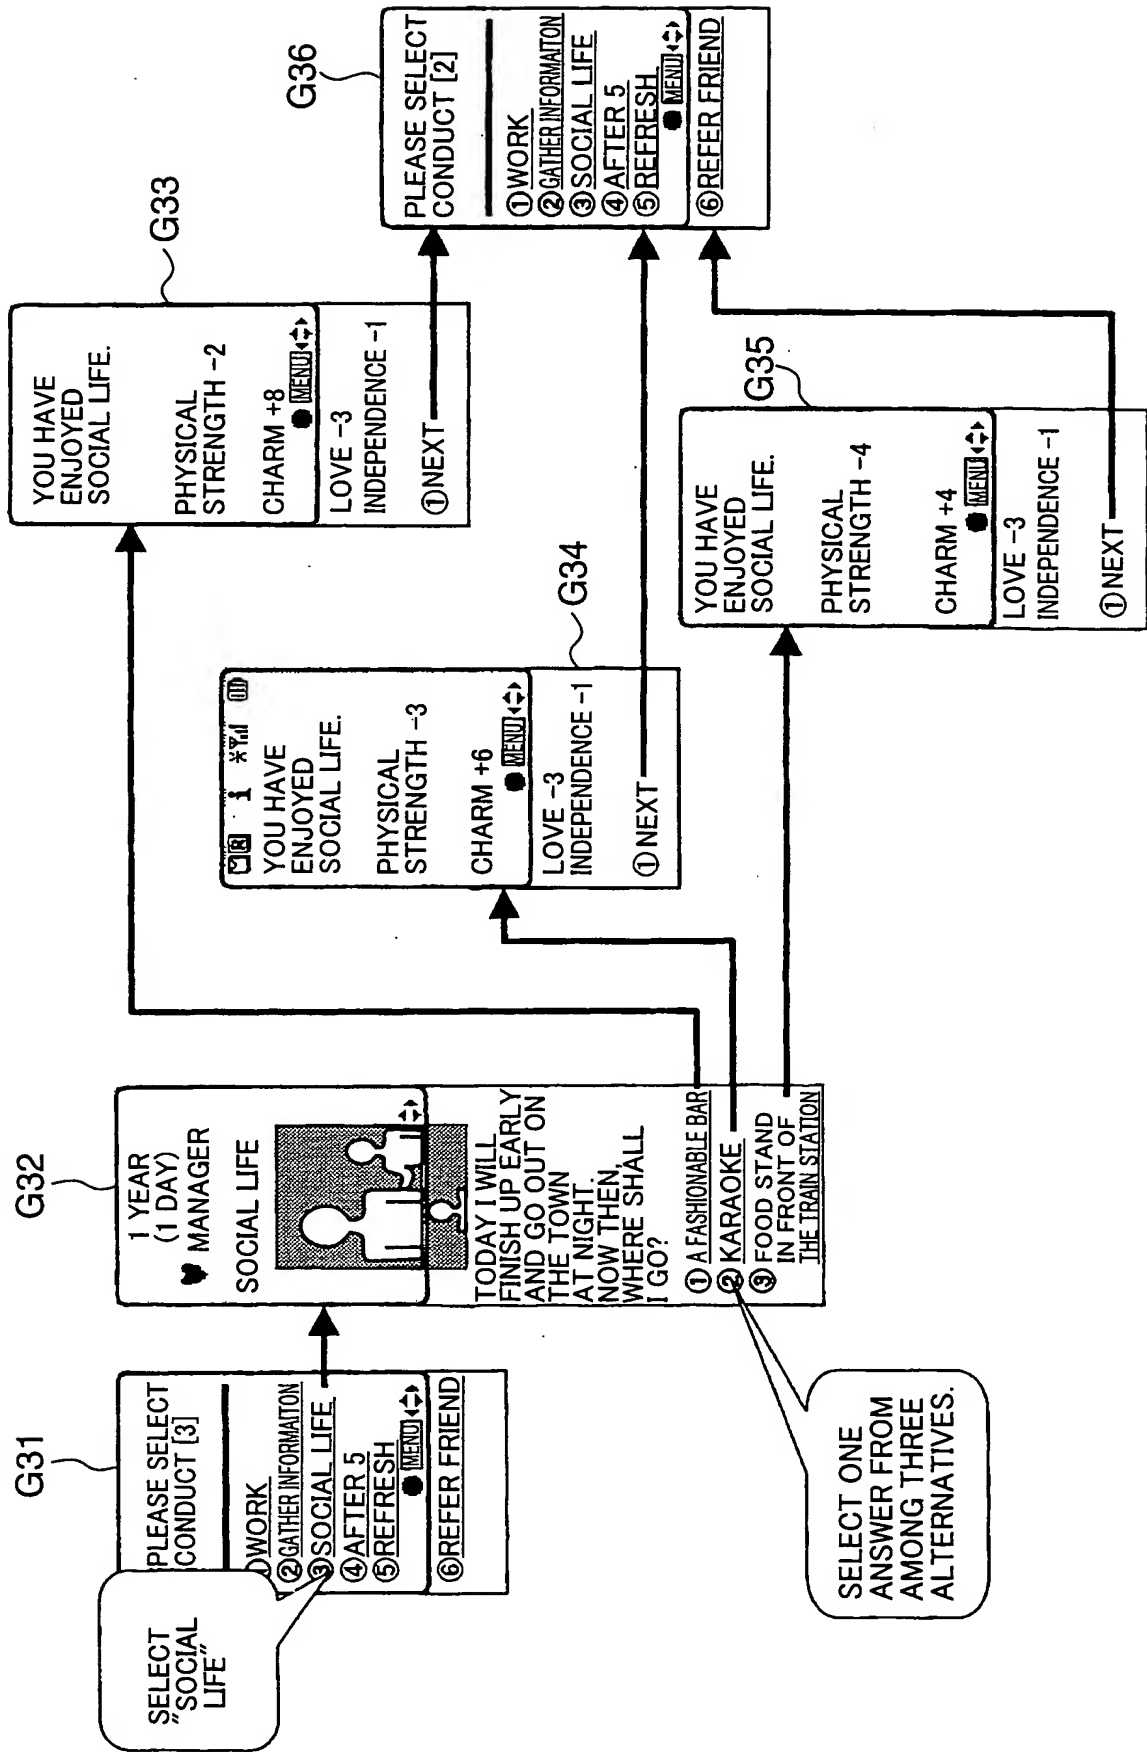 G31
PLEASE SELECT
CONDUCT [3]
WORK
②GATHER INFORMAITON
③SOCIAL LIFE
④AFTER 5
⑤REFRESH
MENU
⑥REFER FRIEND
SELECT
"SOCIAL
LIFE"
G32
1 YEAR
(1 DAY)
MANAGER
SOCIAL LIFE
TODAY I WILL
FINISH UP EARLY
AND GO OUT ON
THE TOWN
AT NIGHT.
NOW THEN,
WHERE SHALL
I GO?
① A FASHIONABLE BAR
② KARAOKE
③ FOOD STAND
IN FRONT OF
THE TRAIN STATION
SELECT ONE
ANSWER FROM
AMONG THREE
ALTERNATIVES.
G33
YOU HAVE
ENJOYED
SOCIAL LIFE.
PHYSICAL
STRENGTH −2
CHARM +8
MENU
LOVE −3
INDEPENDENCE −1
①NEXT
G34
R i
YOU HAVE
ENJOYED
SOCIAL LIFE.
PHYSICAL
STRENGTH −3
CHARM +6
MENU
LOVE −3
INDEPENDENCE −1
①NEXT
G35
YOU HAVE
ENJOYED
SOCIAL LIFE.
PHYSICAL
STRENGTH −4
CHARM +4
MENU
LOVE −3
INDEPENDENCE −1
①NEXT
G36
PLEASE SELECT
CONDUCT [2]
①WORK
②GATHER INFORMAITON
③SOCIAL LIFE
④AFTER 5
⑤REFRESH
MENU
⑥REFER FRIEND